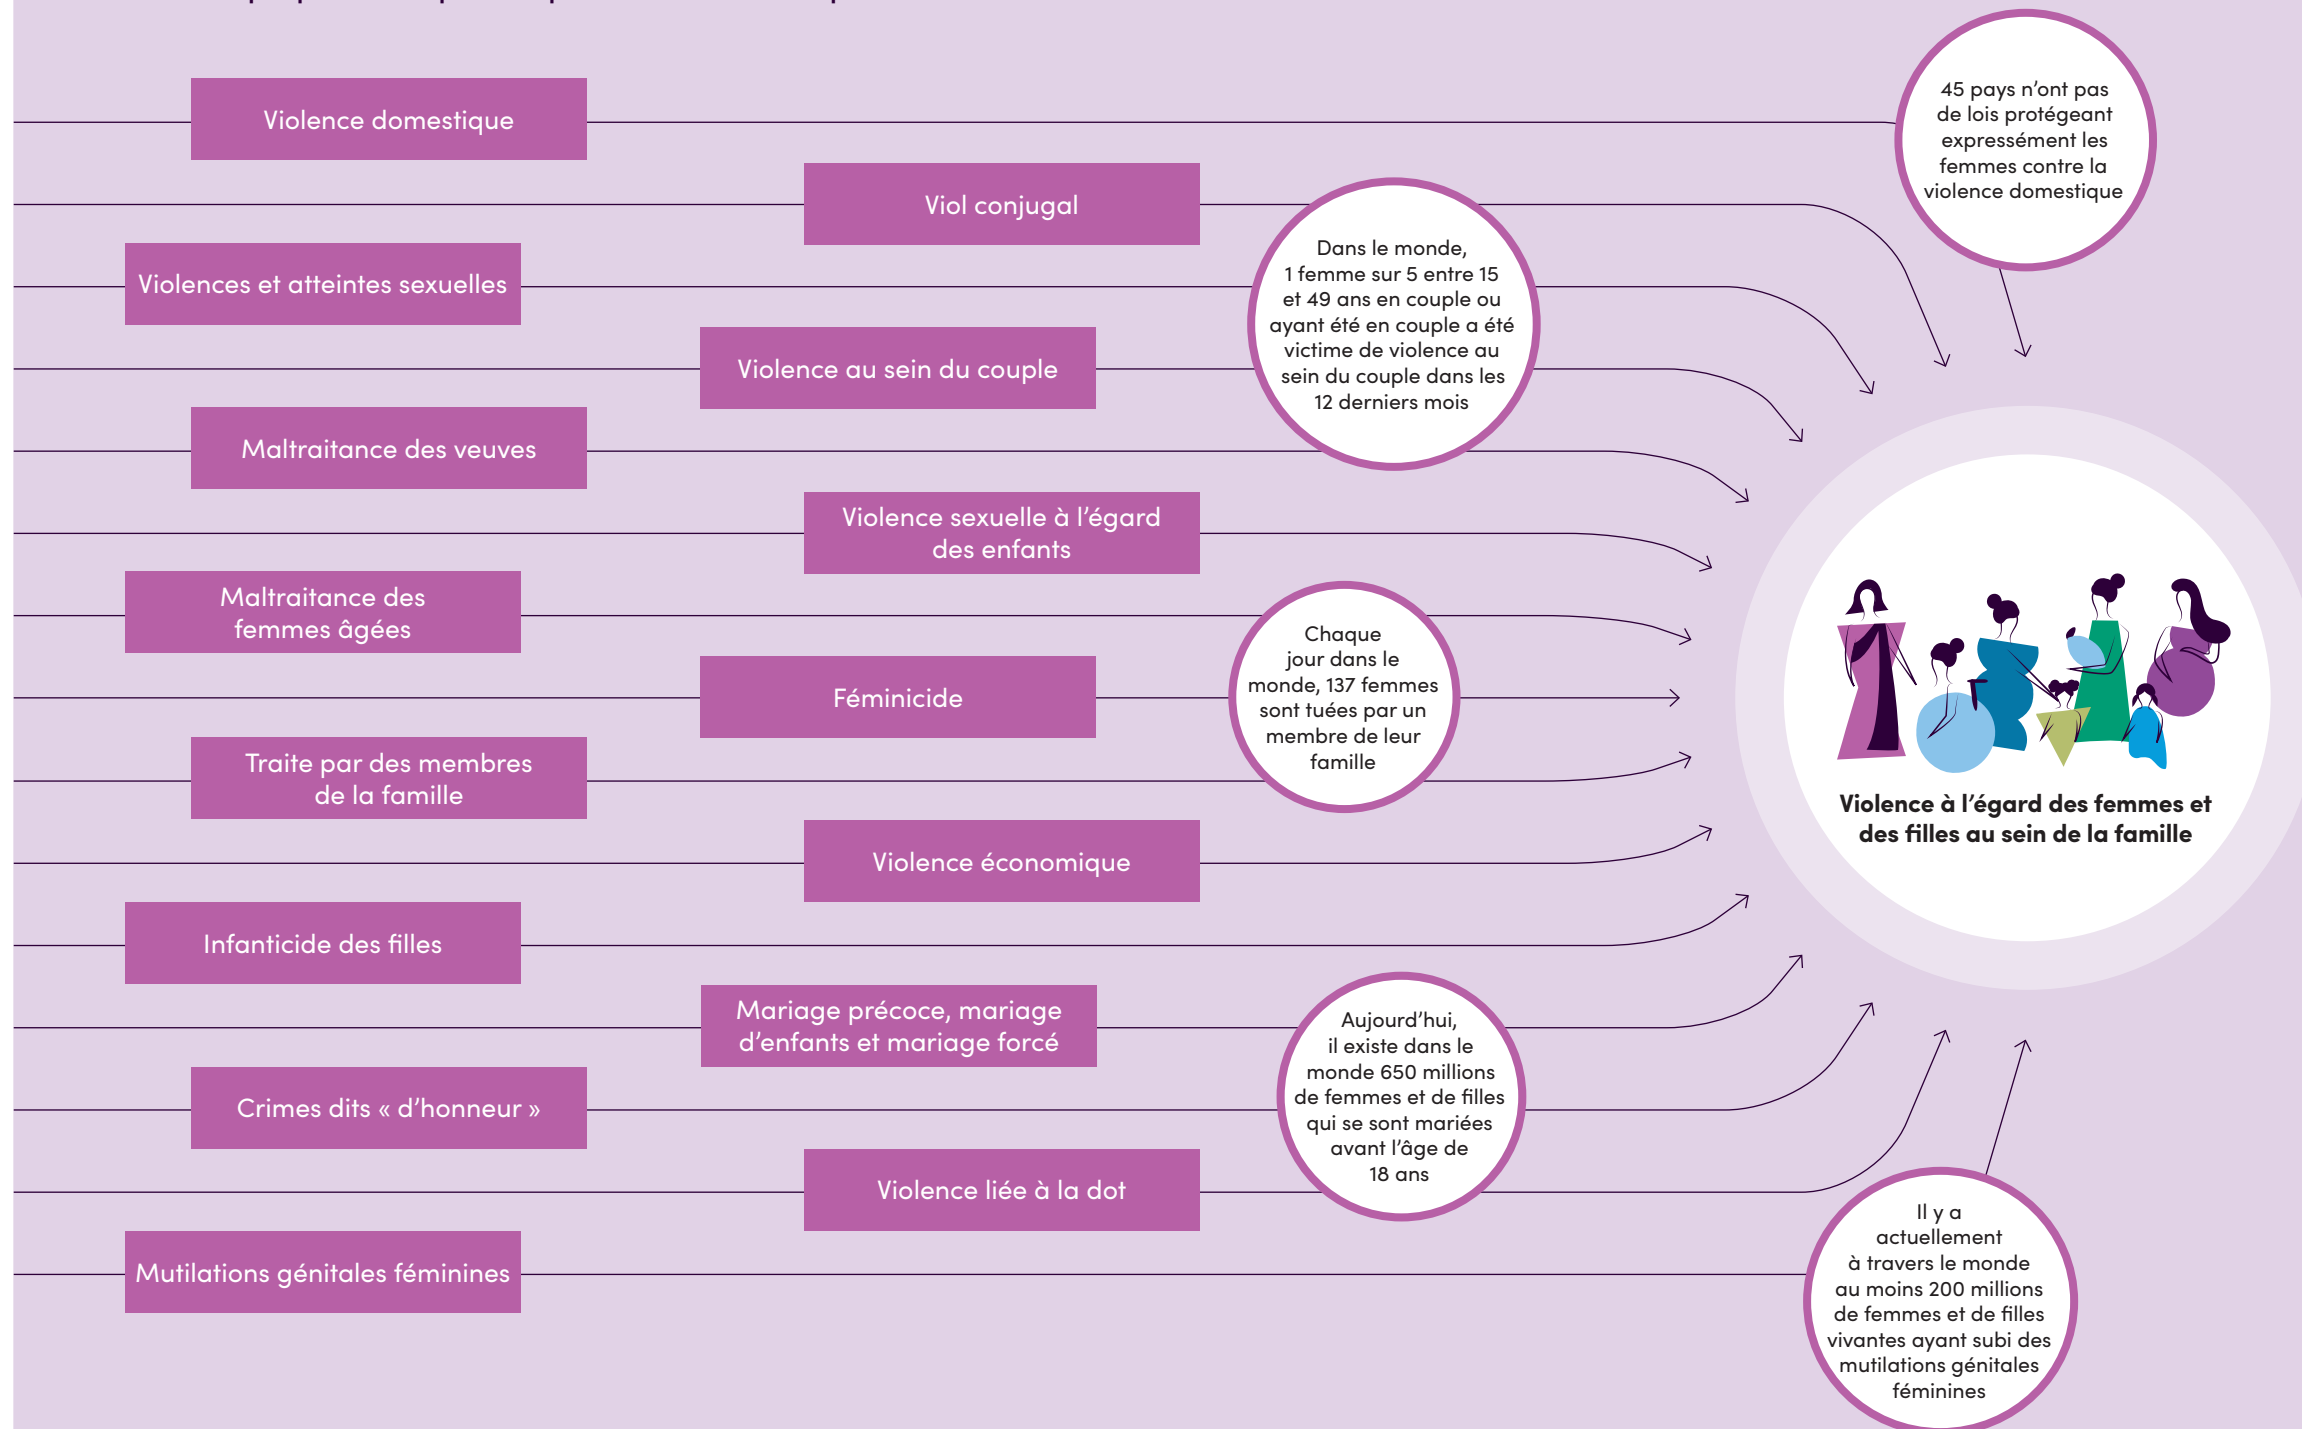 Violence domestique
45 pays n’ont pas
de lois protégeant
expressément les
femmes contre la
violence domestique
Viol conjugal
Violences et atteintes sexuelles
Dans le monde,
1 femme sur 5 entre 15
et 49 ans en couple ou
ayant été en couple a été
victime de violence au
sein du couple dans les
12 derniers mois
Violence au sein du couple
Maltraitance des veuves
Violence sexuelle à l’égard
des enfants
Maltraitance des
femmes âgées
Féminicide
Chaque
jour dans le
monde, 137 femmes
sont tuées par un
membre de leur
famille
Traite par des membres
de la famille
Violence à l’égard des femmes et
des filles au sein de la famille
Violence économique
Infanticide des filles
Mariage précoce, mariage
d’enfants et mariage forcé
Aujourd’hui,
il existe dans le
monde 650 millions
de femmes et de filles
qui se sont mariées
avant l’âge de
18 ans
Crimes dits « d’honneur »
Violence liée à la dot
Mutilations génitales féminines
Il y a
actuellement
à travers le monde
au moins 200 millions
de femmes et de filles
vivantes ayant subi des
mutilations génitales
féminines